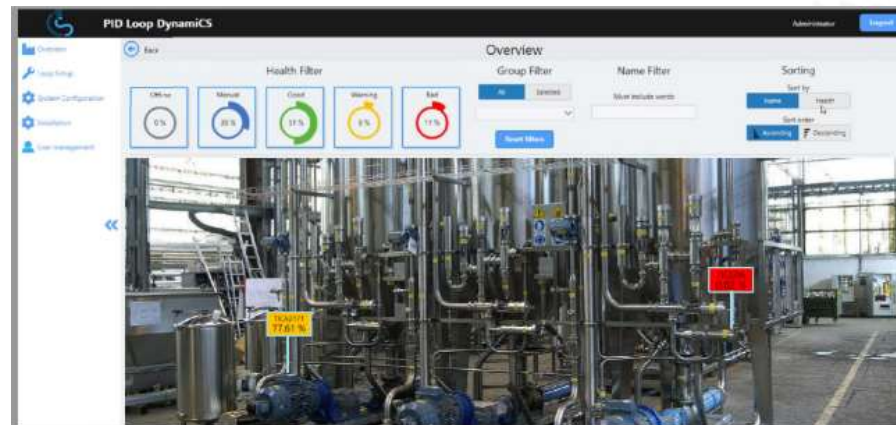 PID Loop DynamiCS
Administrator
Logout
Overview
Loop Setup
System Configuration
Installation
User management
Back
Overview
Health Filter
Offline
0 %
Manual
Good
Warning
Bad
Group Filter
All
Selected
Reset filters
Name Filter
Must include words
Sorting
Sort by
Name
Health
Sort order
Ascending
Descending
77.61 %